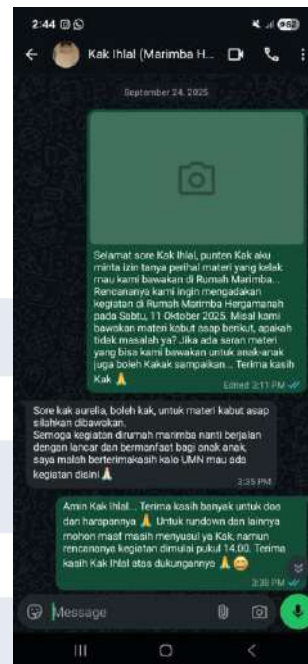 2:44
62
Kak Ihlal (Marimba H...
September 24, 2025
Selamat sore Kak Ihlal, punten Kak aku
minta izin tanya perihal materi yang kelak
mau kami bawakan di Rumah Marimba...
Rencananya kami ingin mengadakan
kegiatan di Rumah Marimba Hergamanah
pada Sabtu, 11 Oktober 2025. Misal kami
bawakan materi kabut asap berikut, apakah
tidak masalah ya? Jika ada saran materi
yang bisa kami bawakan untuk anak-anak
juga boleh Kakak sampaikan... Terima kasih
Kak 🙏
Edited 3:11 PM
Sore kak aurelia, boleh kak, untuk materi kabut asap
silahkan dibawakan.
Semoga kegiatan dirumah marimba nanti berjalan
dengan lancar dan bermanfaat bagi anak anak,
saya malah berterimakasih kalo UMN mau ada
kegiatan disini 🙏
3:35 PM
Amin Kak Ihlal... Terima kasih banyak untuk doa
dan harapannya 🙏 Untuk rundown dan lainnya
mohon maaf masih menyusul ya Kak, namun
rencananya kegiatan dimulai pukul 14.00. Terima
kasih Kak Ihlal atas dukungannya 🙏😄
3:38 PM
Message